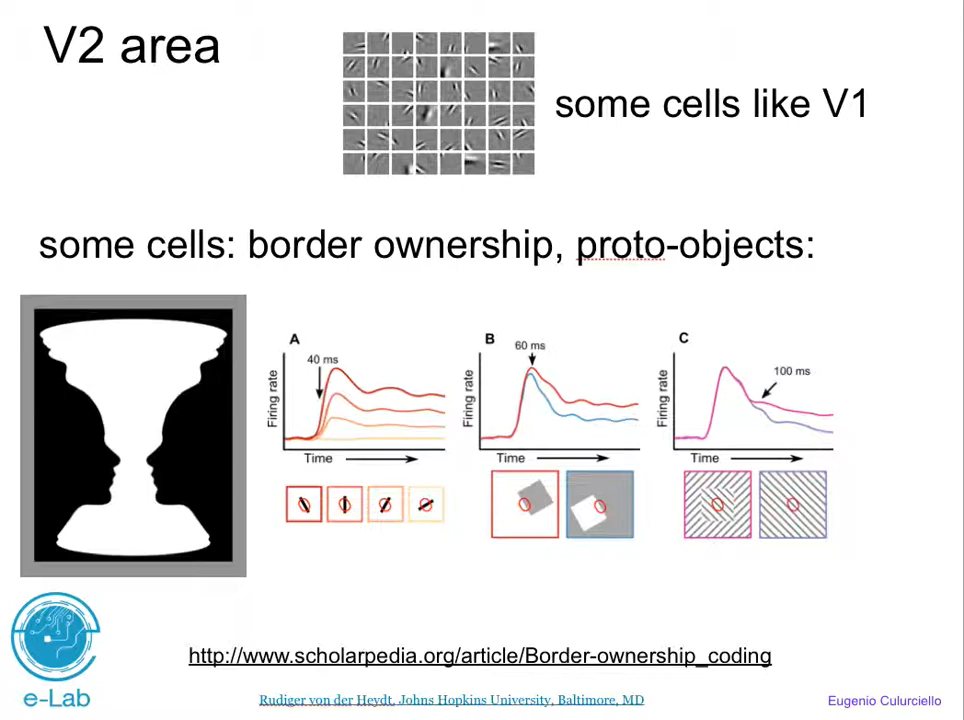 V2 area
some cells like V1
some cells: border ownership, proto-objects:
A
40 ms
Firing rate
Time
B
60 ms
Firing rate
Time
C
100 ms
Firing rate
Time
http://www.scholarpedia.org/article/Border-ownership_coding
e-Lab
Rudiger von der Heydt, Johns Hopkins University, Baltimore, MD
Eugenio Culurciello